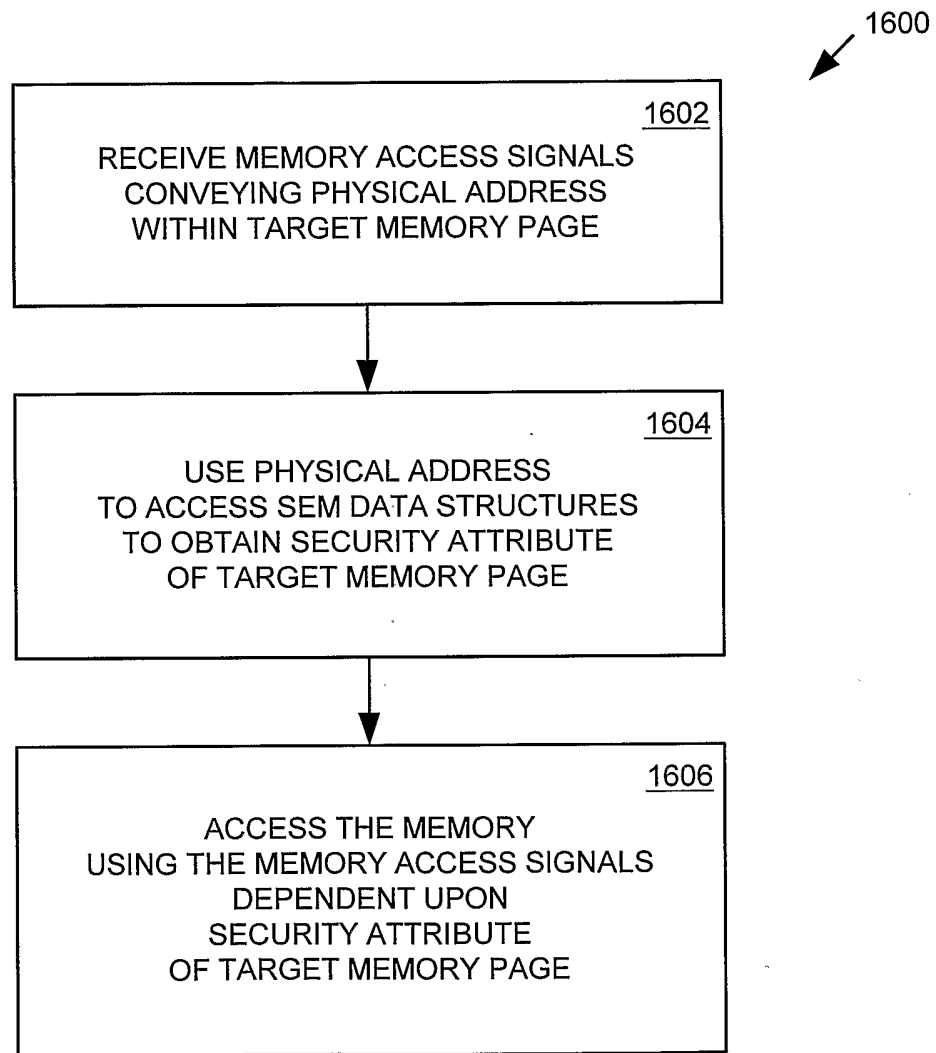 1600
1602
RECEIVE MEMORY ACCESS SIGNALS
CONVEYING PHYSICAL ADDRESS
WITHIN TARGET MEMORY PAGE
1604
USE PHYSICAL ADDRESS
TO ACCESS SEM DATA STRUCTURES
TO OBTAIN SECURITY ATTRIBUTE
OF TARGET MEMORY PAGE
1606
ACCESS THE MEMORY
USING THE MEMORY ACCESS SIGNALS
DEPENDENT UPON
SECURITY ATTRIBUTE
OF TARGET MEMORY PAGE